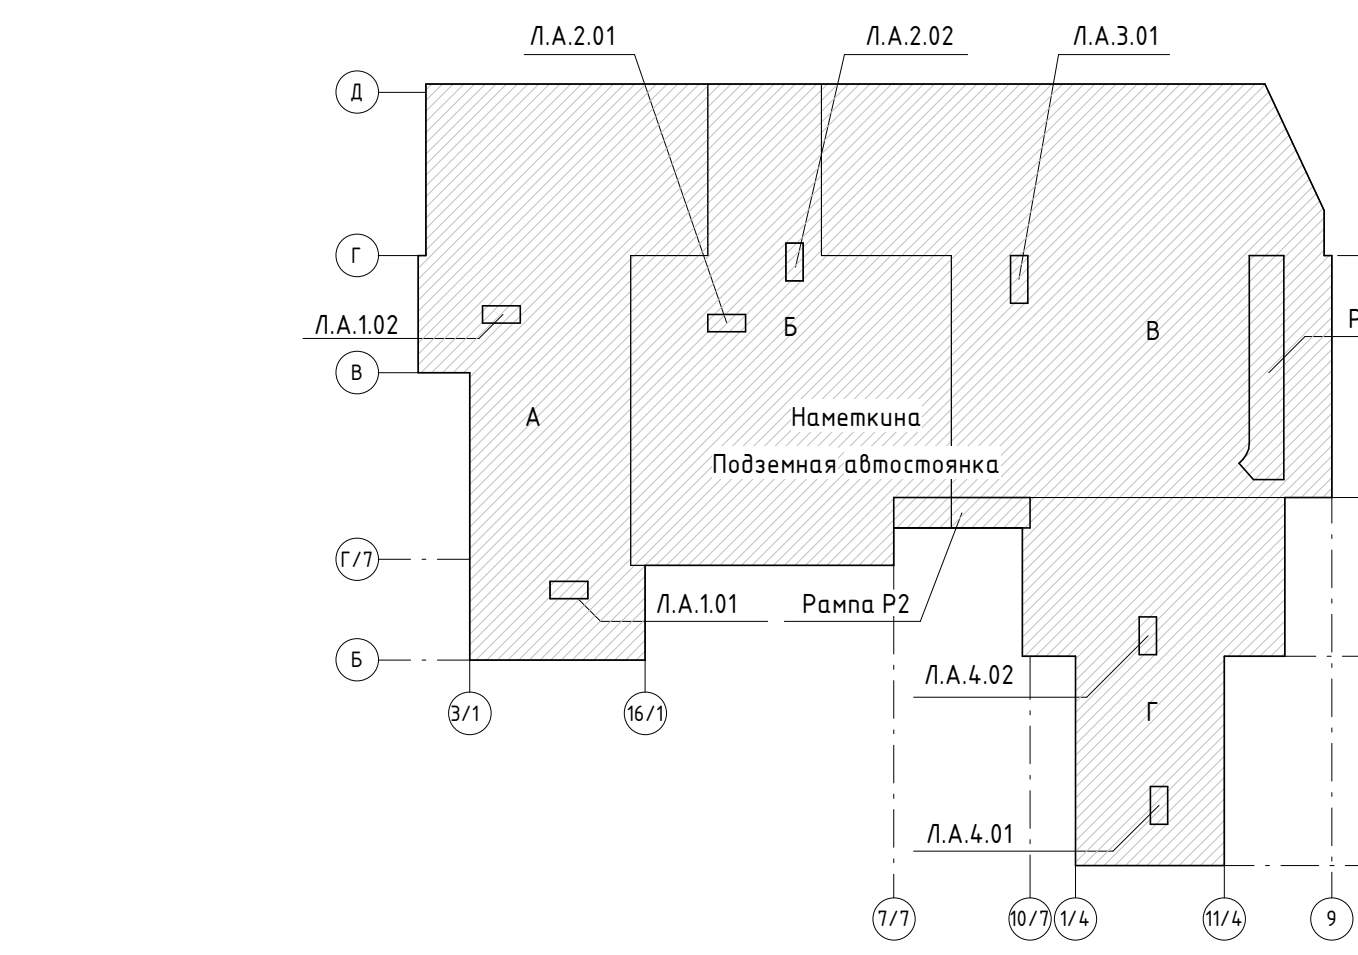 Л.А.2.01
Л.А.2.02
Л.А.3.01
Д
Г
Л.А.1.02
Б
В
Р
В
А
Наметкина
Подземная автостоянка
Г/7
Л.А.1.01
Рампа Р2
Б
Л.А.4.02
3/1
16/1
Г
Л.А.4.01
7/7
10/7
1/4
11/4
9